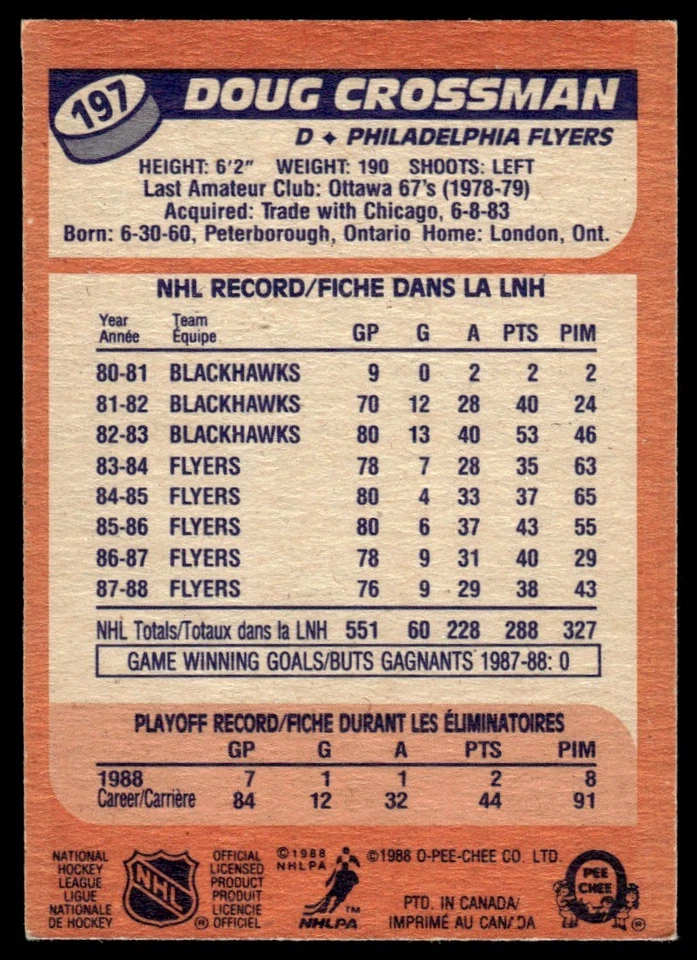 197
DOUG CROSSMAN
D ✦ PHILADELPHIA FLYERS
HEIGHT: 6'2" WEIGHT: 190 SHOOTS: LEFT
Last Amateur Club: Ottawa 67's (1978-79)
Acquired: Trade with Chicago, 6-8-83
Born: 6-30-60, Peterborough, Ontario Home: London, Ont.
NHL RECORD/FICHE DANS LA LNH
Year Team
Année Équipe GP G A PTS PIM
80-81 BLACKHAWKS 9 0 2 2 2
81-82 BLACKHAWKS 70 12 28 40 24
82-83 BLACKHAWKS 80 13 40 53 46
83-84 FLYERS 78 7 28 35 63
84-85 FLYERS 80 4 33 37 65
85-86 FLYERS 80 6 37 43 55
86-87 FLYERS 78 9 31 40 29
87-88 FLYERS 76 9 29 38 43
NHL Totals/Totaux dans la LNH 551 60 228 288 327
GAME WINNING GOALS/BUTS GAGNANTS 1987-88: 0
PLAYOFF RECORD/FICHE DURANT LES ÉLIMINATOIRES
GP G A PTS PIM
1988 7 1 1 2 8
Career/Carrière 84 12 32 44 91
NATIONAL
HOCKEY
LEAGUE
LIGUE
NATIONALE
DE HOCKEY
NHL
®
OFFICIAL
LICENSED
PRODUCT
PRODUIT
LICENCIE
OFFICIEL
©1988
NHLPA
NHLPA
™
©1988 O-PEE-CHEE CO. LTD.
PTD. IN CANADA/
IMPRIMÉ AU CANADA
O
PEE
CHEE
®